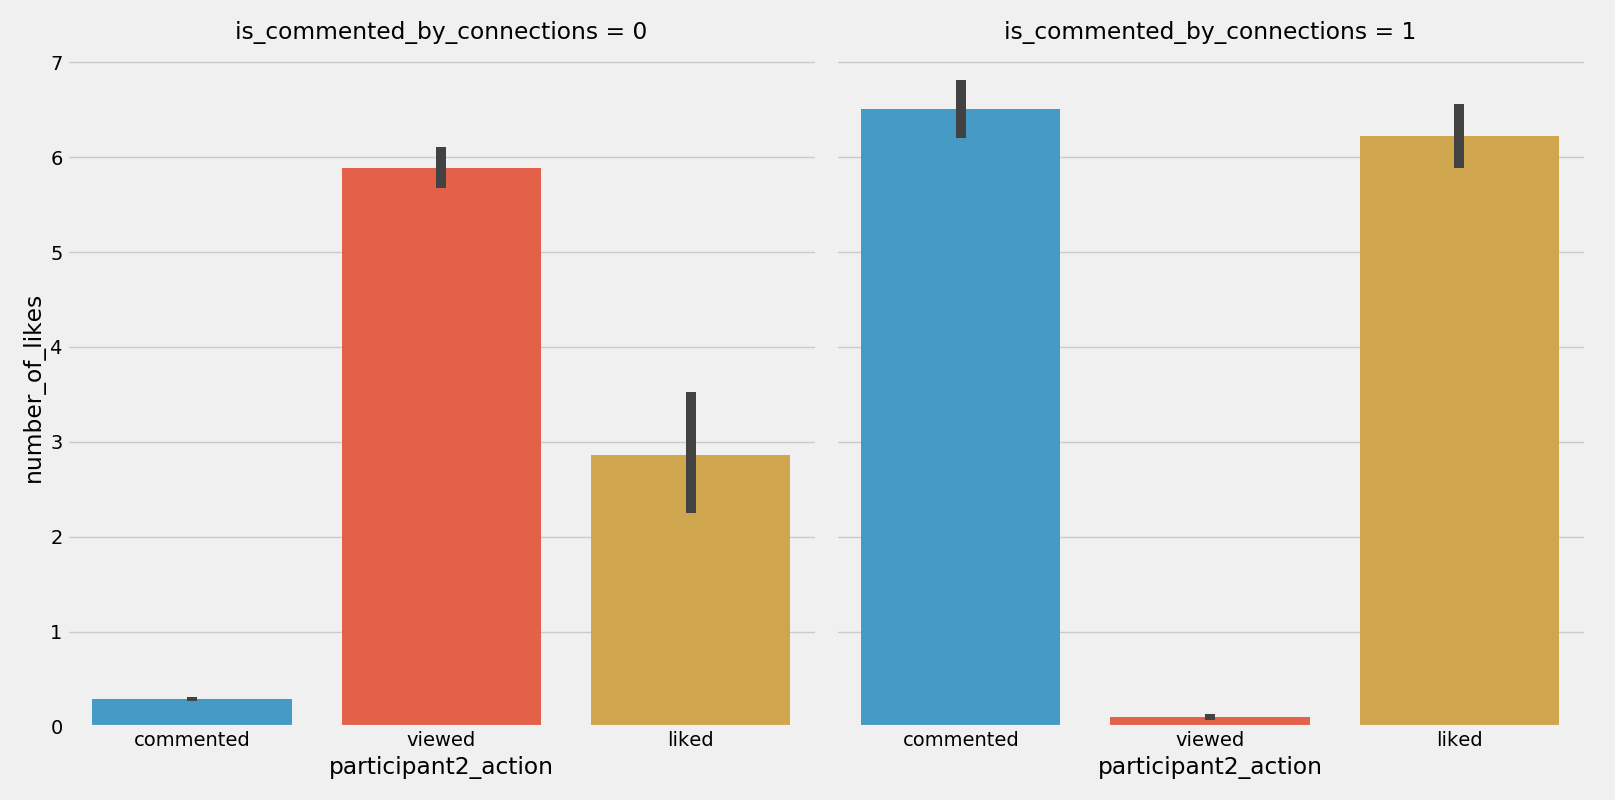 is_commented_by_connections = 0
is_commented_by_connections = 1
number_of_likes
7
6
5
4
3
2
1
0
commented viewed liked
commented viewed liked
participant2_action
participant2_action